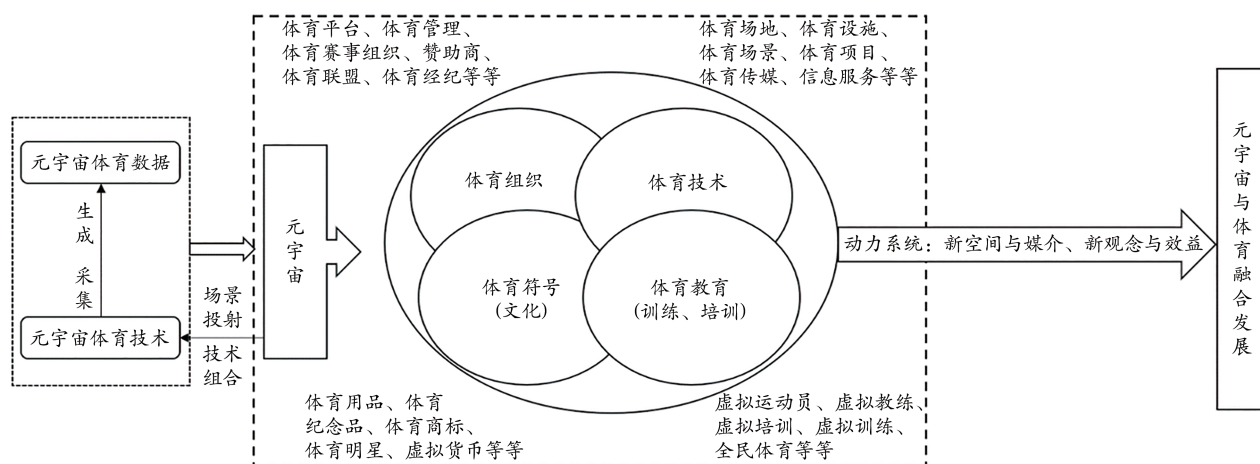 体育平台、体育管理、
体育赛事组织、赞助商、
体育联盟、体育经纪等等
体育场地、体育设施、
体育场景、体育项目、
体育传媒、信息服务等等
元宇宙体育数据
生成 采集
元宇宙体育技术
场景
投射
技术
组合
元宇宙
体育组织
体育技术
体育符号
(文化)
体育教育
(训练、培训)
动力系统：新空间与媒介、新观念与效益
元宇宙与体育融合发展
体育用品、体育
纪念品、体育商标、
体育明星、虚拟货币等等
虚拟运动员、虚拟教练、
虚拟培训、虚拟训练、
全民体育等等